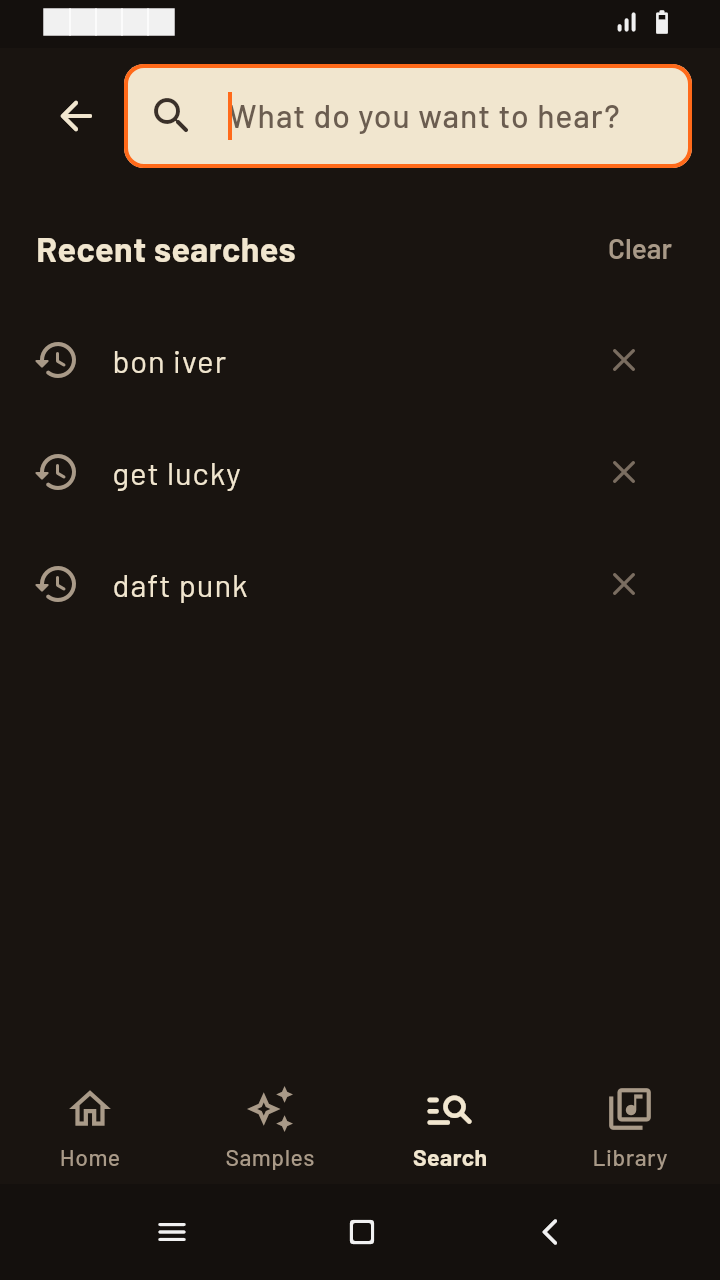 What do you want to hear?
Recent searches
Clear
bon iver
get lucky
daft punk
Home
Samples
Search
Library